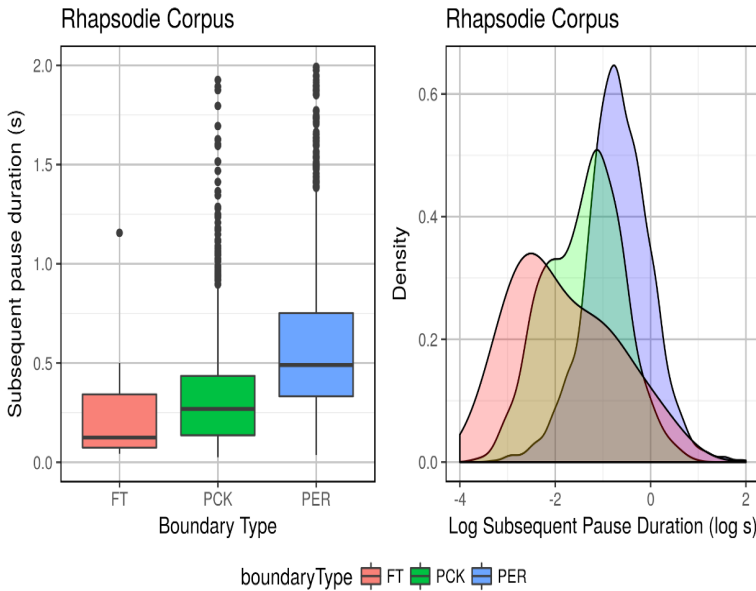 Rhapsodie Corpus
Subsequent pause duration (s)
2.0
1.5
1.0
0.5
0.0
FT PCK PER
Boundary Type
Rhapsodie Corpus
Density
0.6
0.4
0.2
0.0
-4 -2 0 2
Log Subsequent Pause Duration (log s)
boundaryType FT PCK PER